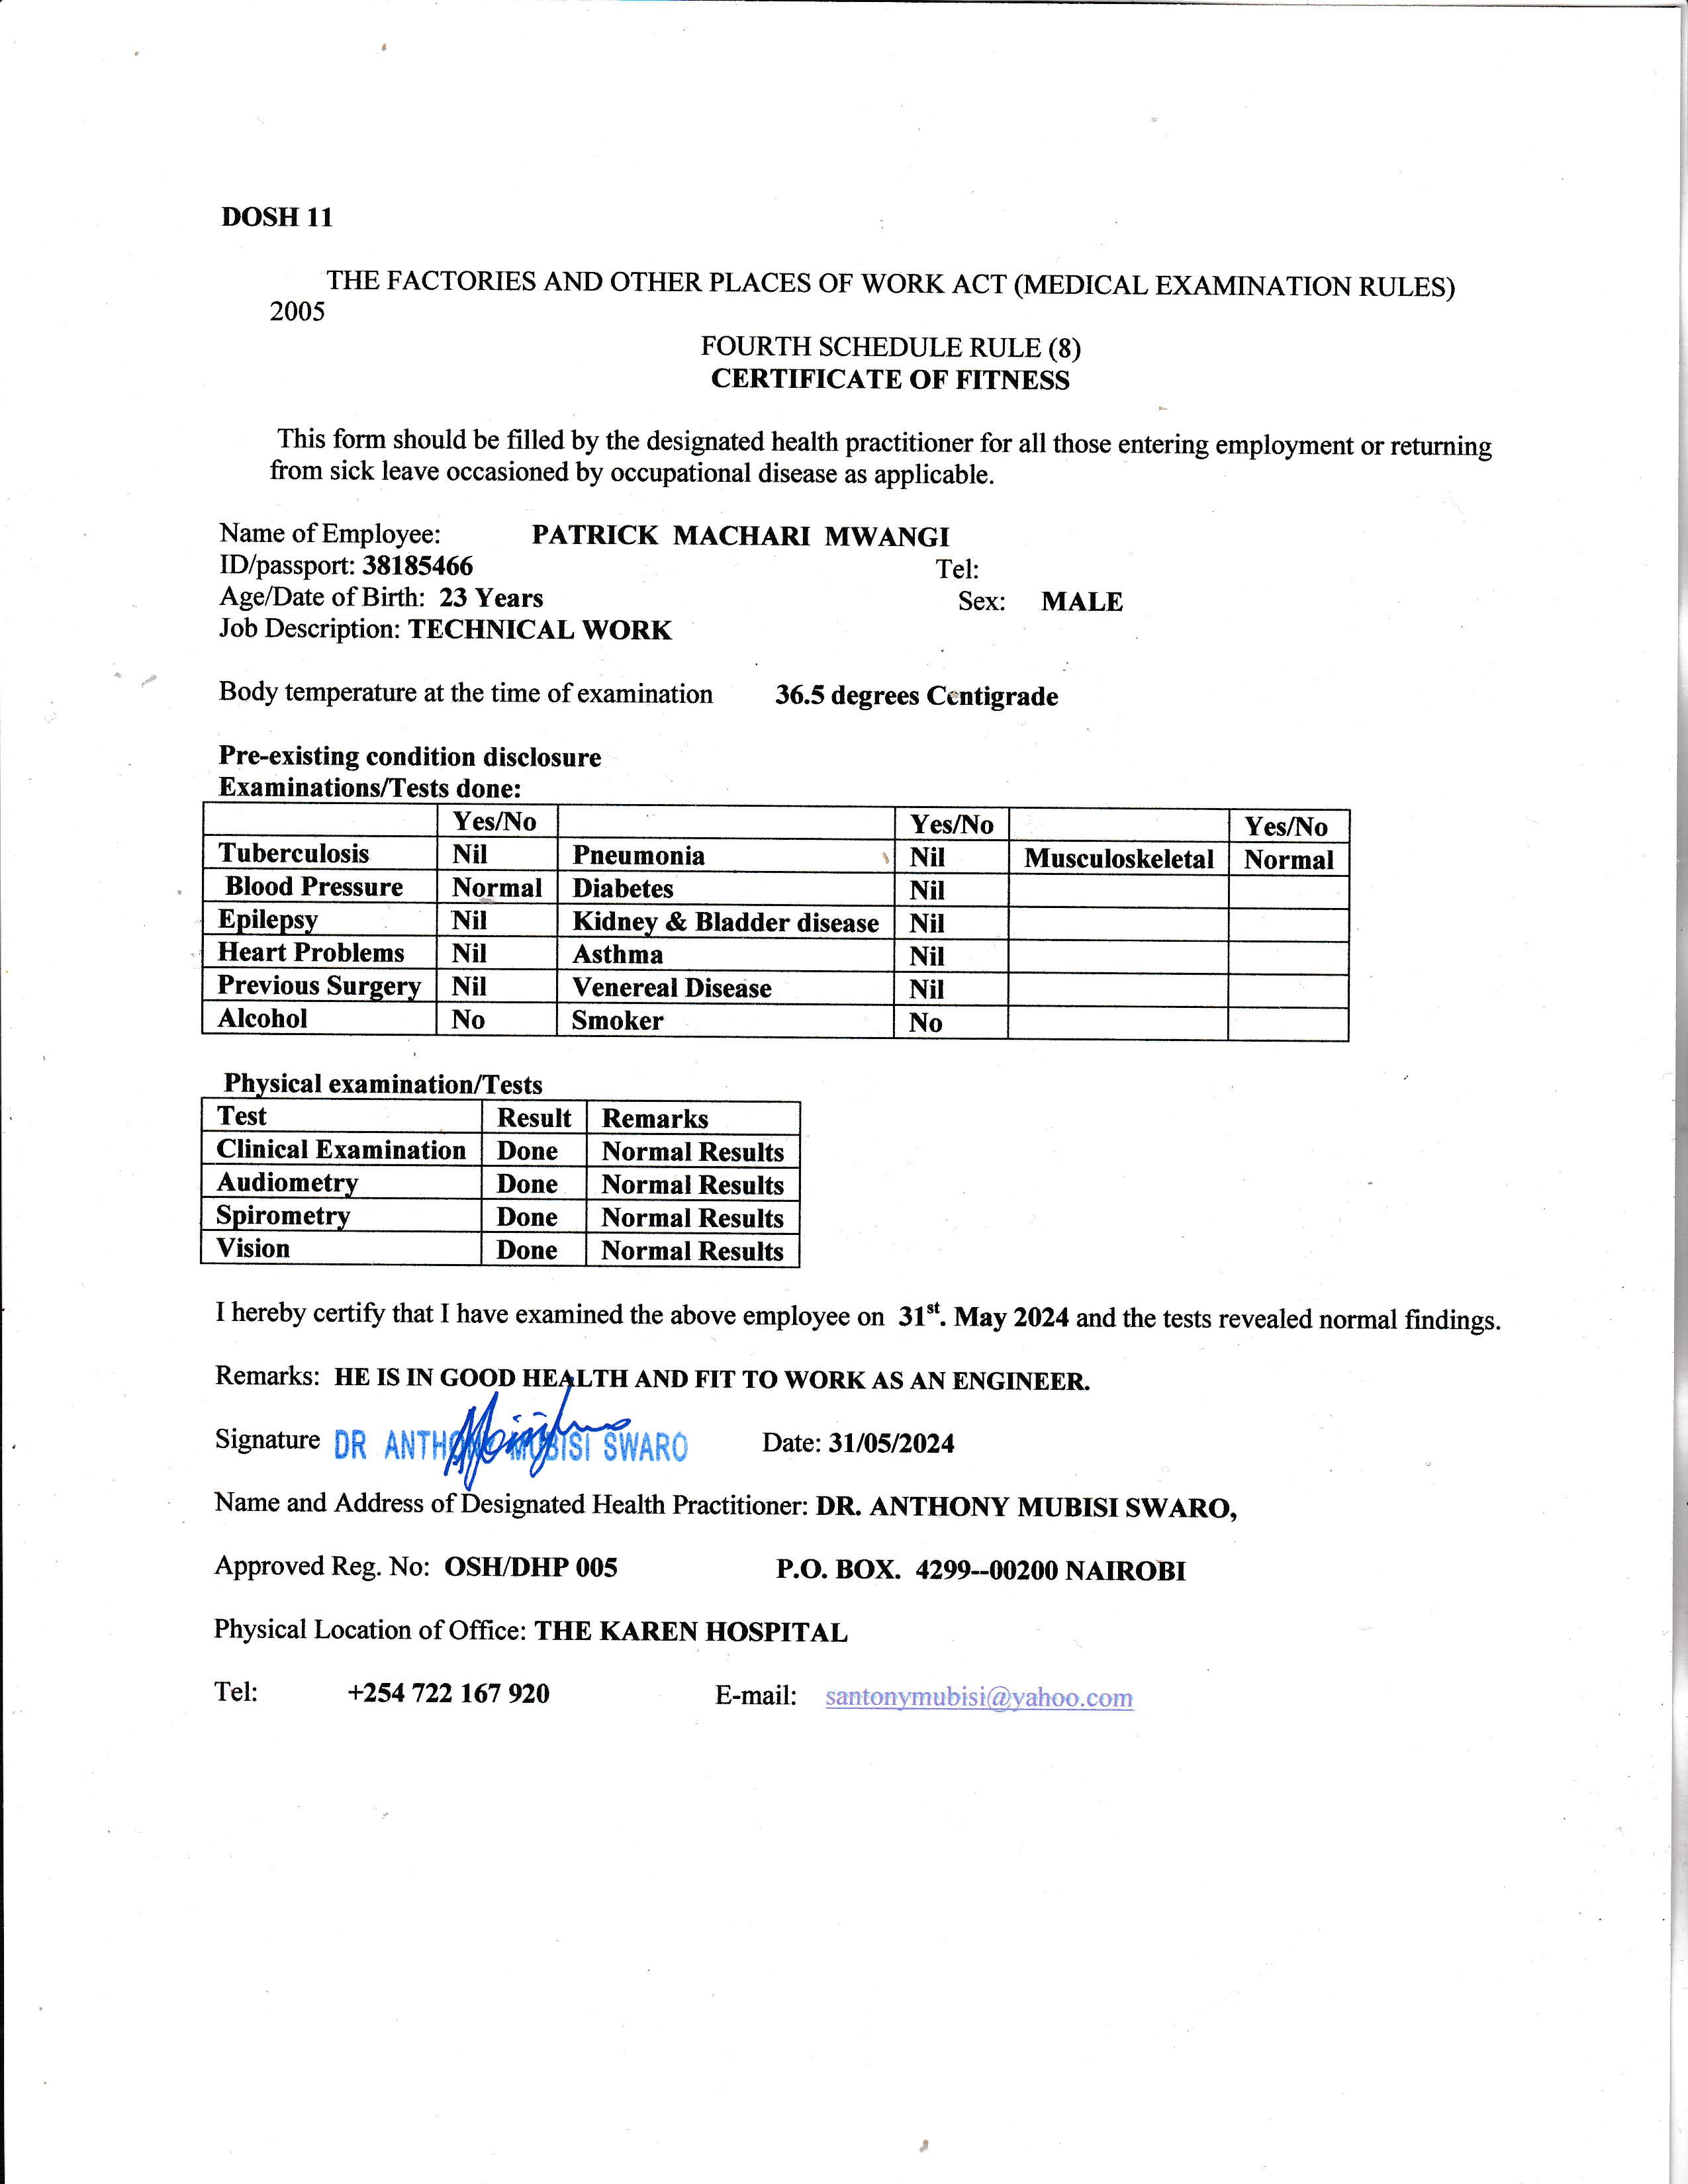 DOSH 11
THE FACTORIES AND OTHER PLACES OF WORK ACT (MEDICAL EXAMINATION RULES)
2005
FOURTH SCHEDULE RULE (8)
CERTIFICATE OF FITNESS
This form should be filled by the designated health practitioner for all those entering employment or returning
from sick leave occasioned by occupational disease as applicable.
Name of Employee: PATRICK MACHARI MWANGI
ID/passport: 38185466 Tel:
Age/Date of Birth: 23 Years Sex: MALE
Job Description: TECHNICAL WORK
Body temperature at the time of examination 36.5 degrees Centigrade
Pre-existing condition disclosure
Examinations/Tests done:
Yes/No Yes/No Yes/No
Tuberculosis Nil Pneumonia Nil Musculoskeletal Normal
Blood Pressure Normal Diabetes Nil
Epilepsy Nil Kidney & Bladder disease Nil
Heart Problems Nil Asthma Nil
Previous Surgery Nil Venereal Disease Nil
Alcohol No Smoker No
Physical examination/Tests
Test Result Remarks
Clinical Examination Done Normal Results
Audiometry Done Normal Results
Spirometry Done Normal Results
Vision Done Normal Results
I hereby certify that I have examined the above employee on 31st. May 2024 and the tests revealed normal findings.
Remarks: HE IS IN GOOD HEALTH AND FIT TO WORK AS AN ENGINEER.
Signature DR ANTHONY MUBISI SWARO Date: 31/05/2024
Name and Address of Designated Health Practitioner: DR. ANTHONY MUBISI SWARO,
Approved Reg. No: OSH/DHP 005 P.O. BOX. 4299--00200 NAIROBI
Physical Location of Office: THE KAREN HOSPITAL
Tel: +254 722 167 920 E-mail: santonymubisi@yahoo.com